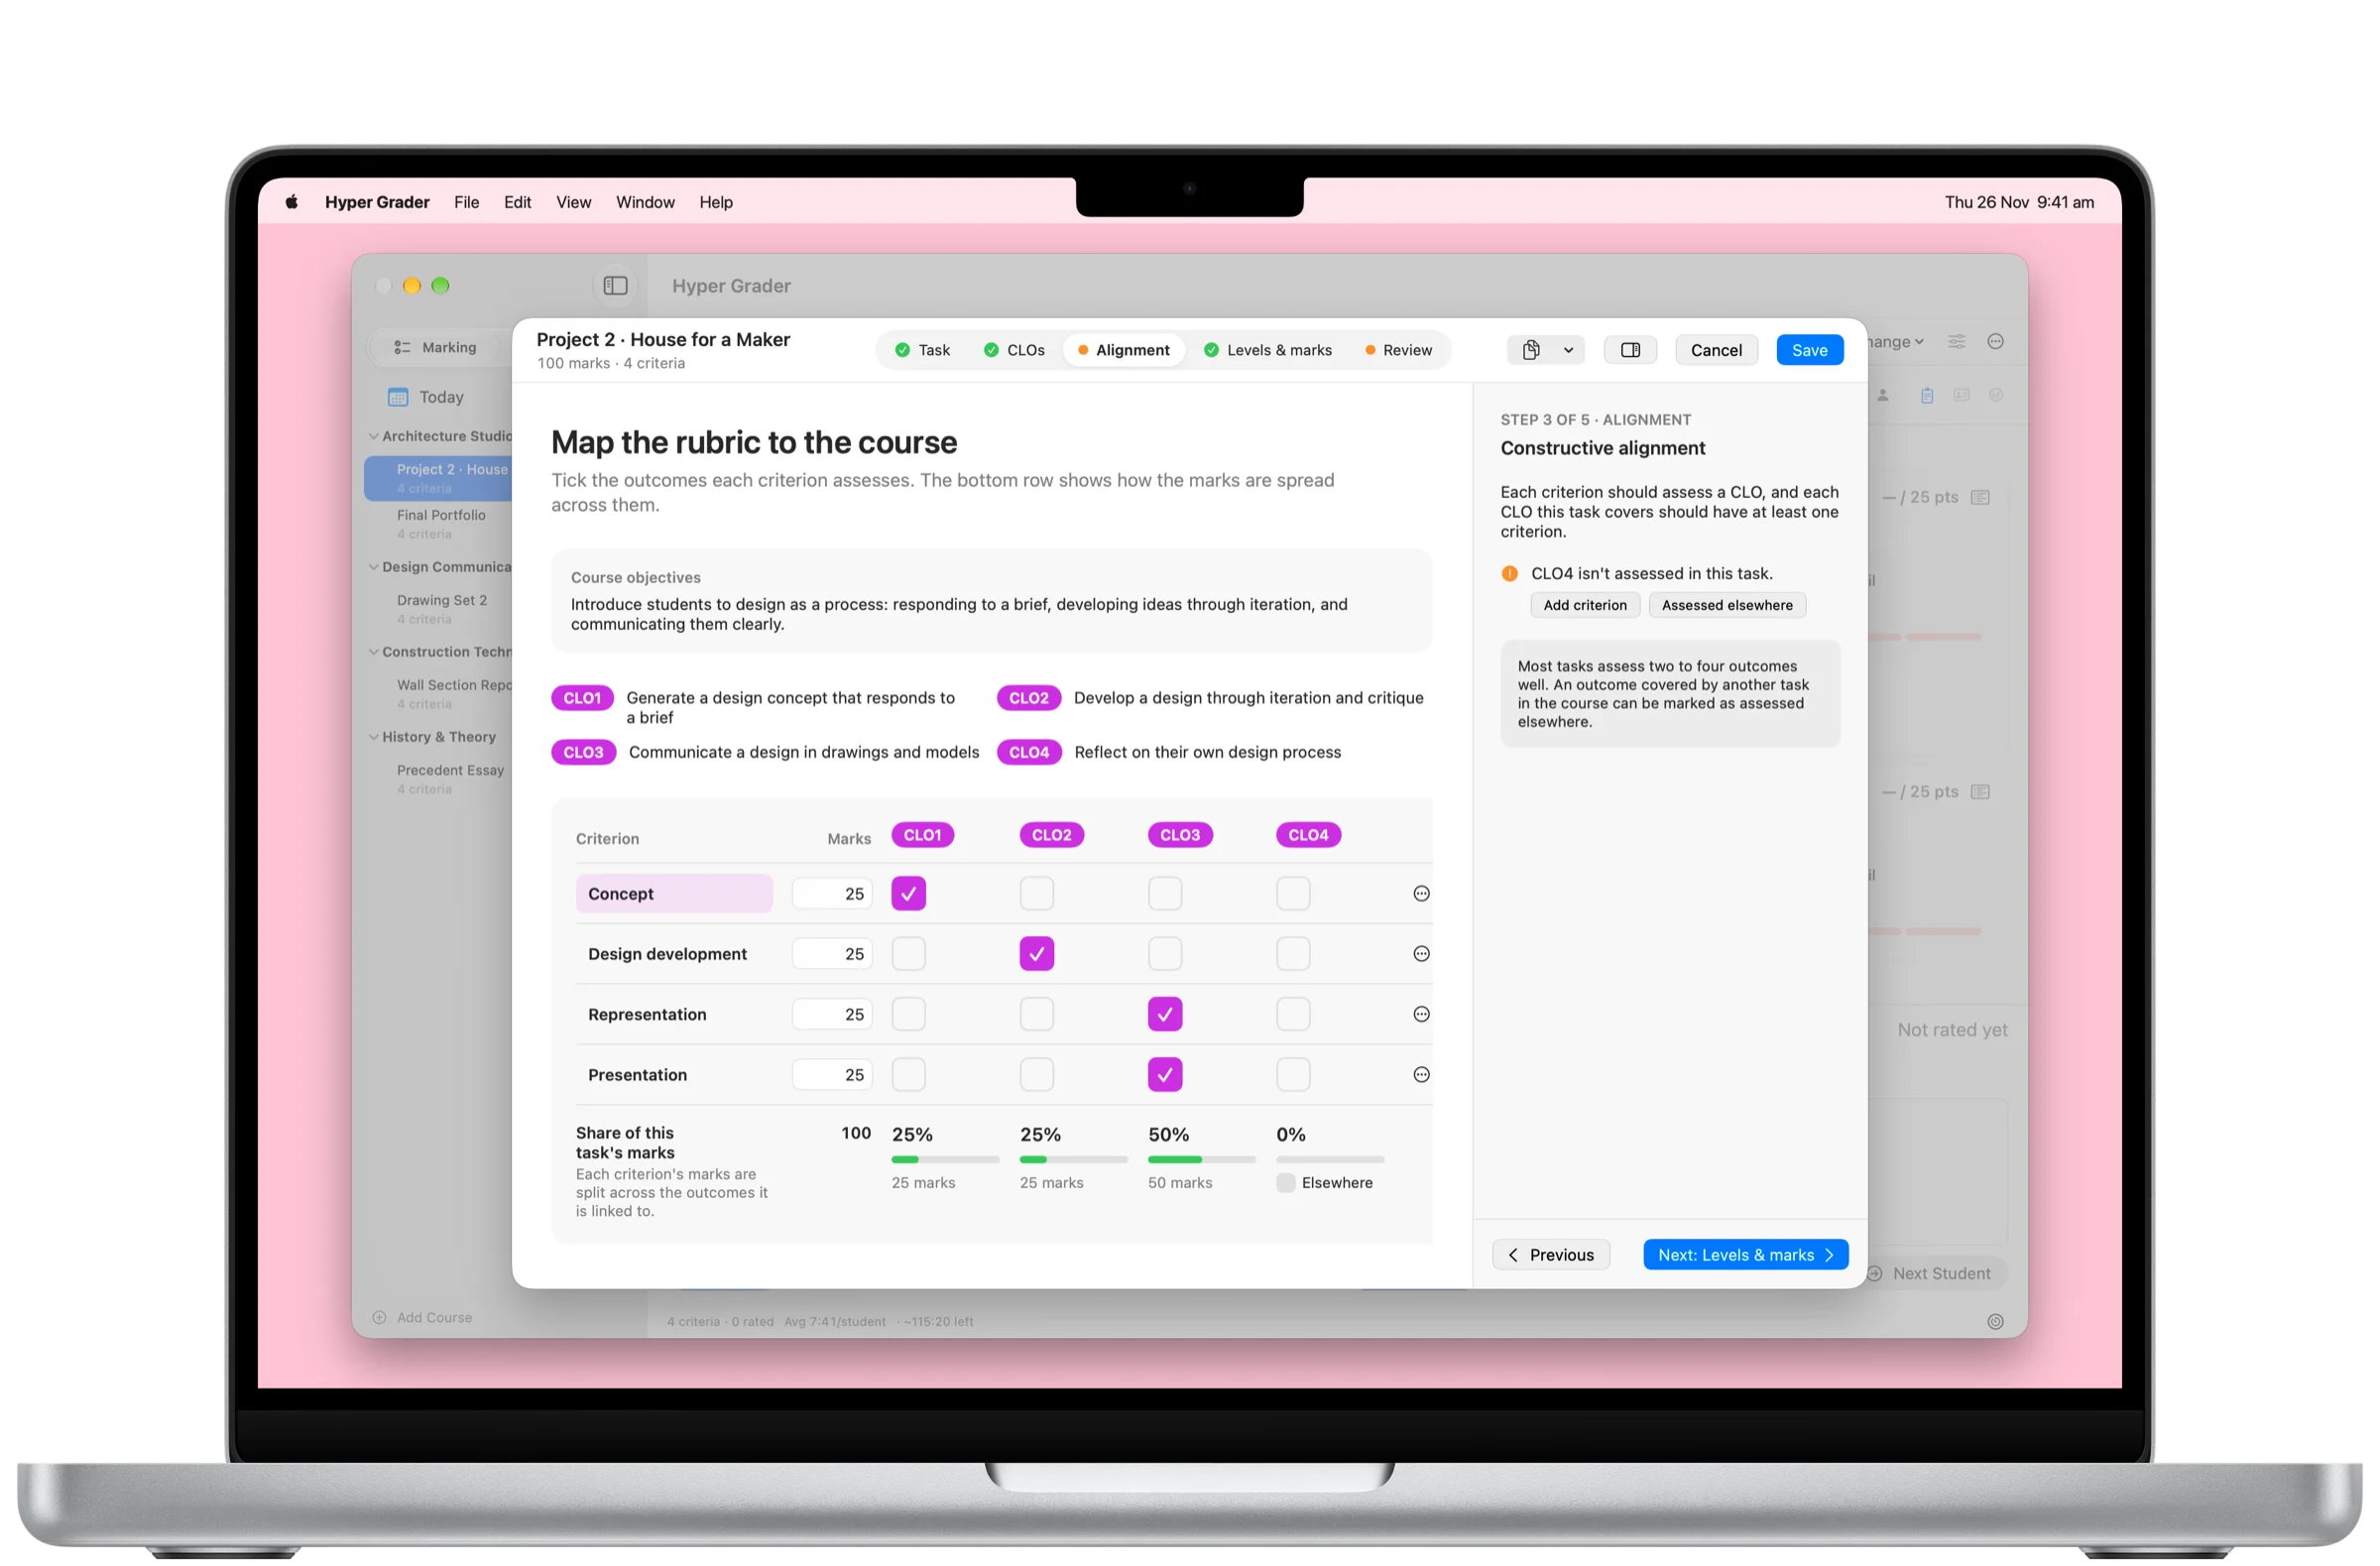 Hyper Grader File Edit View Window Help
Thu 26 Nov 9:41 am
Hyper Grader
Marking
Today
Architecture Studio
Project 2 · House
4 criteria
Final Portfolio
4 criteria
Design Communica
Drawing Set 2
4 criteria
Construction Techn
Wall Section Repo
4 criteria
History & Theory
Precedent Essay
4 criteria
Add Course
Project 2 · House for a Maker
100 marks · 4 criteria
Task CLOs Alignment Levels & marks Review
Cancel Save
Map the rubric to the course
Tick the outcomes each criterion assesses. The bottom row shows how the marks are spread
across them.
Course objectives
Introduce students to design as a process: responding to a brief, developing ideas through iteration, and
communicating them clearly.
CLO1 Generate a design concept that responds to
a brief
CLO2 Develop a design through iteration and critique
CLO3 Communicate a design in drawings and models
CLO4 Reflect on their own design process
Criterion Marks CLO1 CLO2 CLO3 CLO4
Concept 25
Design development 25
Representation 25
Presentation 25
Share of this 100 25% 25% 50% 0%
task's marks
Each criterion's marks are 25 marks 25 marks 50 marks Elsewhere
split across the outcomes it
is linked to.
STEP 3 OF 5 · ALIGNMENT
Constructive alignment
Each criterion should assess a CLO, and each
CLO this task covers should have at least one
criterion.
CLO4 isn't assessed in this task.
Add criterion Assessed elsewhere
Most tasks assess two to four outcomes
well. An outcome covered by another task
in the course can be marked as assessed
elsewhere.
Previous Next: Levels & marks
hange
— / 25 pts
— / 25 pts
Not rated yet
Next Student
4 criteria · 0 rated Avg 7:41/student · ~115:20 left